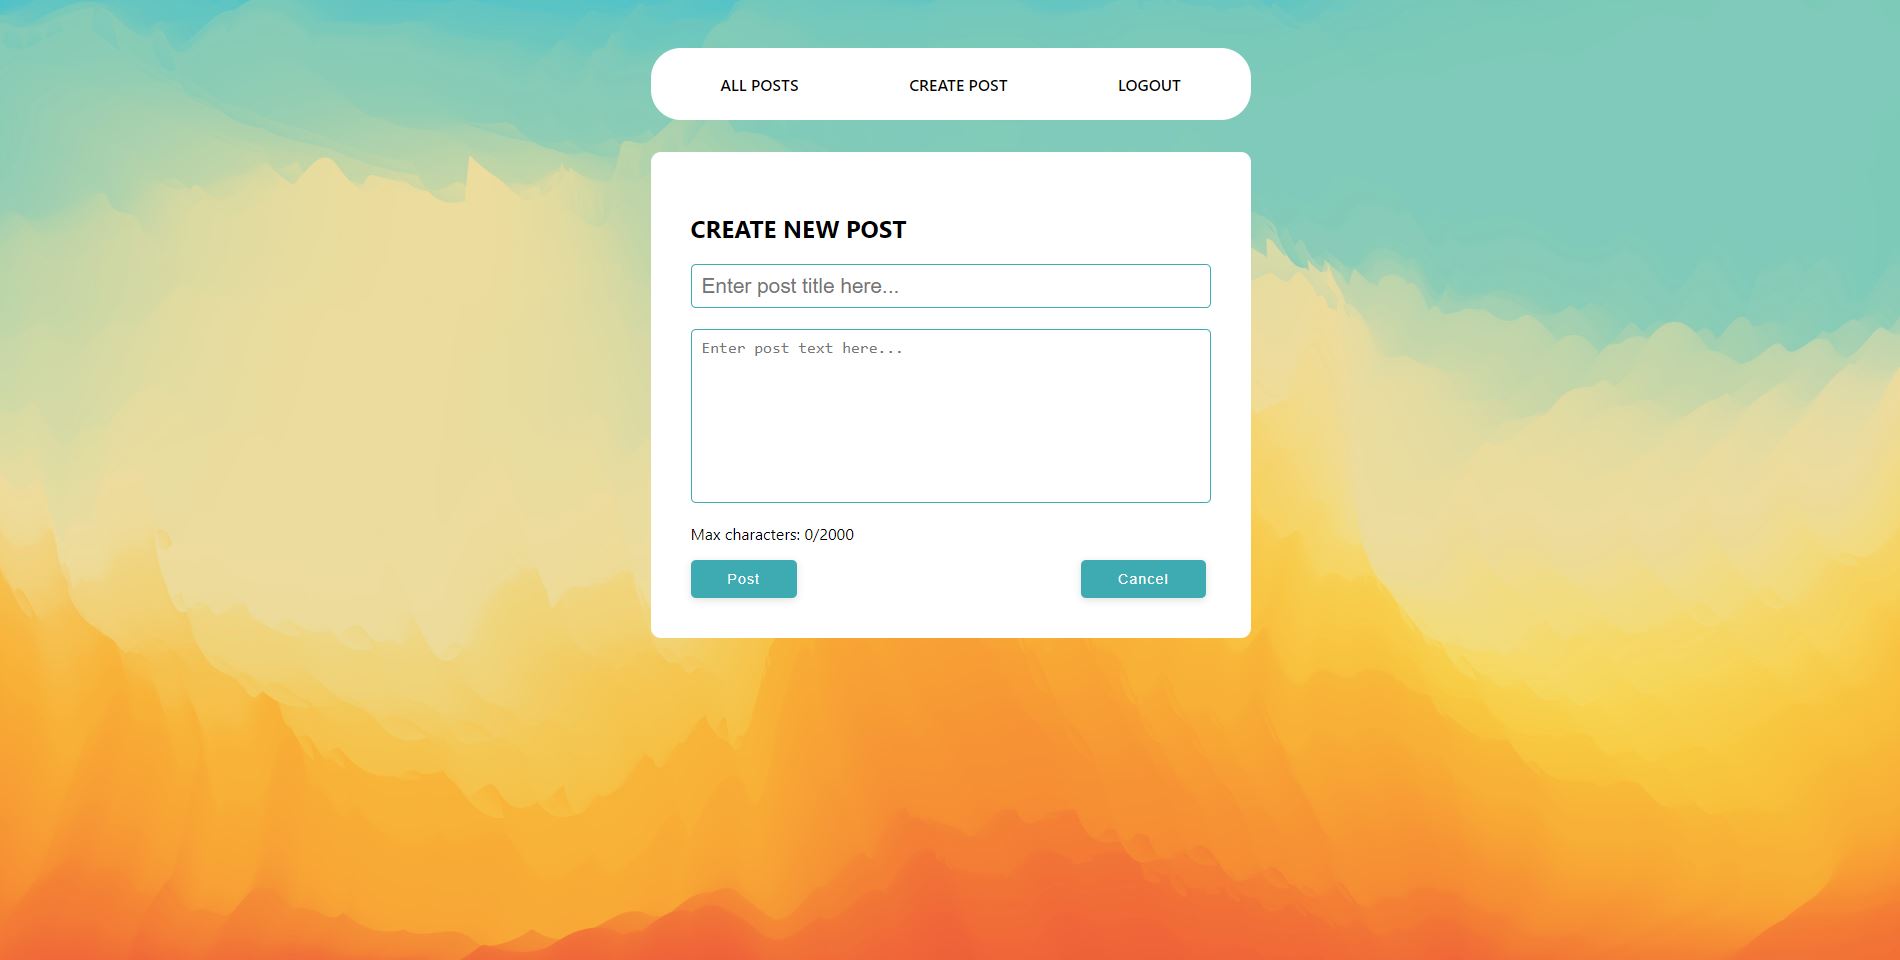 ALL POSTS CREATE POST LOGOUT
CREATE NEW POST
Enter post title here...
Enter post text here...
Max characters: 0/2000
Post Cancel